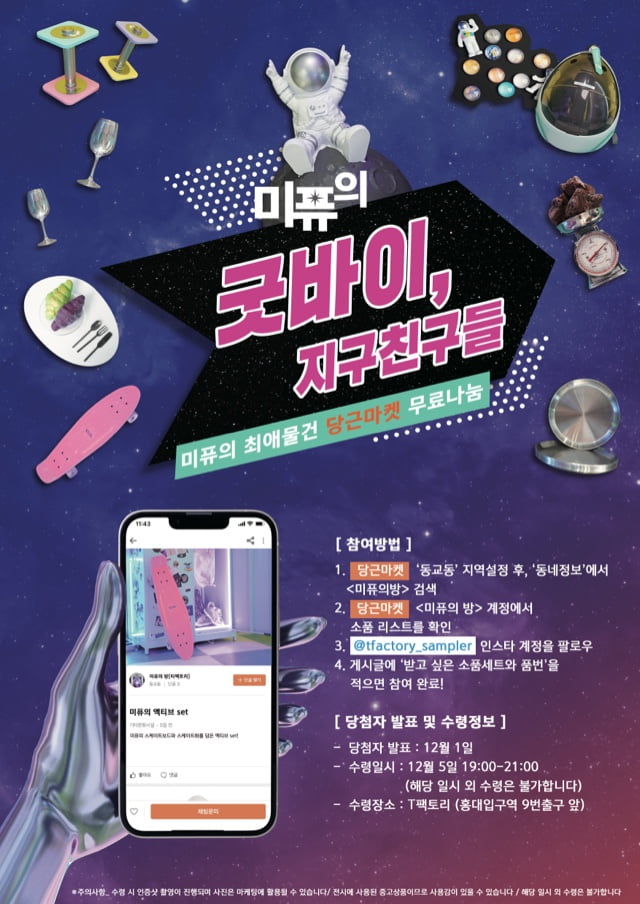 미퓨의
굿바이,
지구친구들
미퓨의 최애물건 당근마켓 무료나눔
11:43
미퓨의 방(티팩토리)
미퓨의 액티브 set
미퓨의 스케이트보드와 스케이트화를 담은 액티브 set!
좋아요 댓글
채팅문의
[ 참여방법 ]
1. 당근마켓 ‘동교동’ 지역설정 후, ‘동네정보’에서
<미퓨의방> 검색
2. 당근마켓 <미퓨의 방> 계정에서
소품 리스트를 확인
3. @tfactory_sampler 인스타 계정을 팔로우
4. 게시글에 ‘받고 싶은 소품세트와 품번’을
적으면 참여 완료!
[ 당첨자 발표 및 수령정보 ]
– 당첨자 발표 : 12월 1일
– 수령일시 : 12월 5일 19:00-21:00
(해당 일시 외 수령은 불가합니다)
– 수령장소 : T팩토리 (홍대입구역 9번출구 앞)
*주의사항_ 수령 시 인증샷 촬영이 진행되며 사진은 마케팅에 활용될 수 있습니다/ 전시에 사용된 중고상품이므로 사용감이 있을 수 있습니다 / 해당 일시 외 수령은 불가합니다